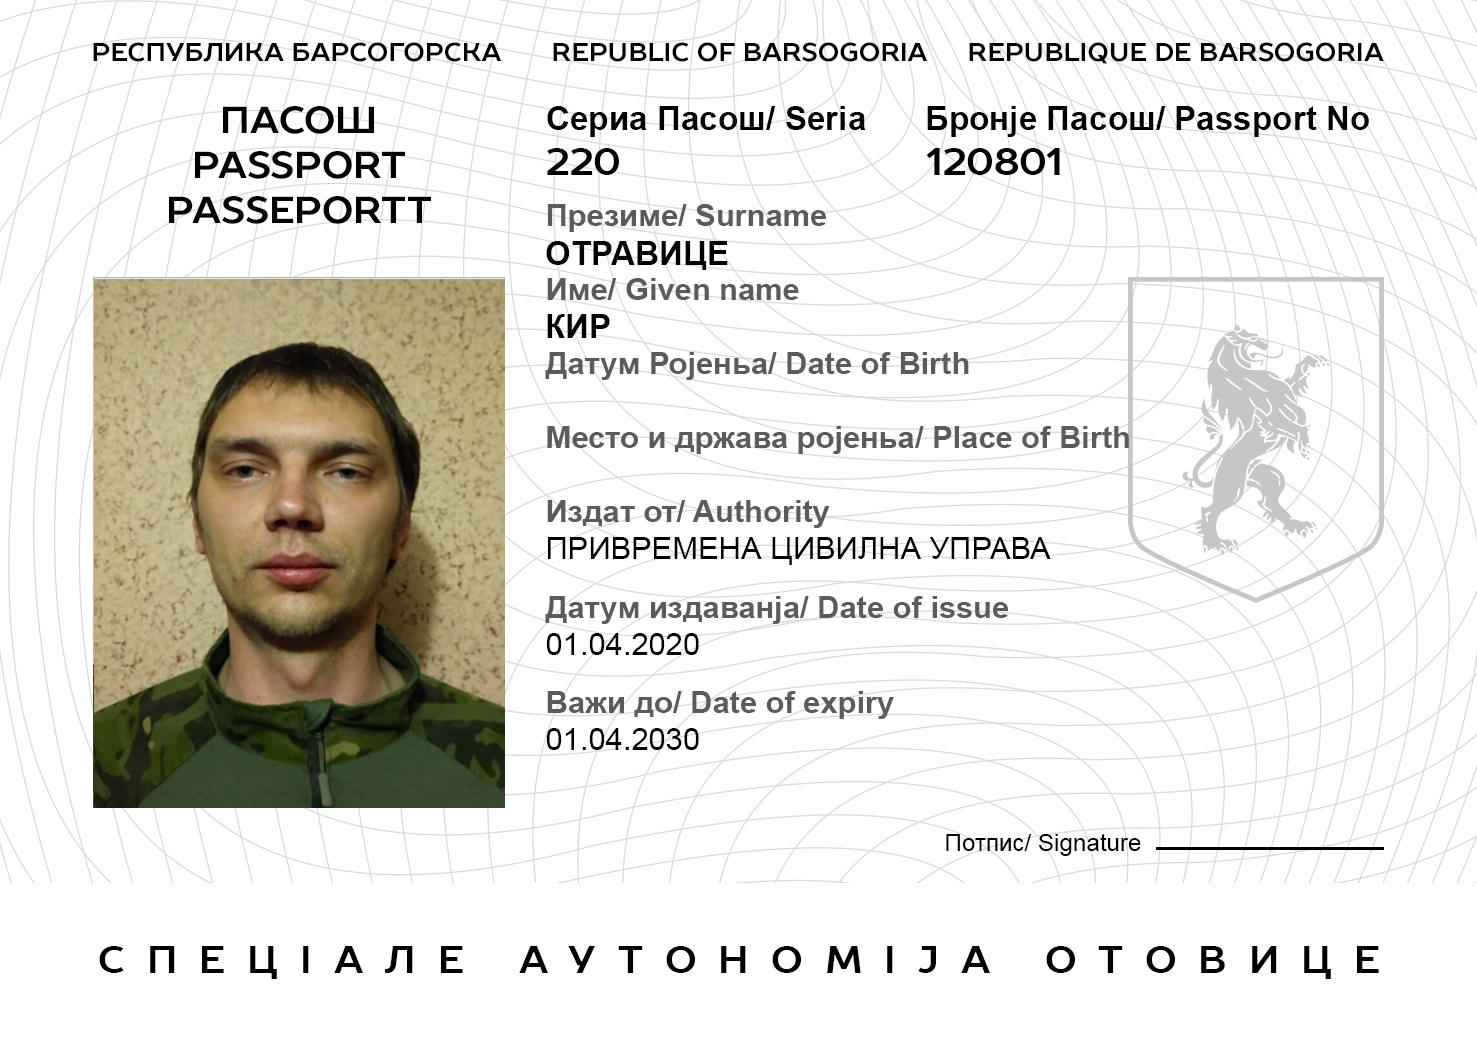 РЕСПУБЛИКА БАРСОГОРСКА REPUBLIC OF BARSOGORIA REPUBLIQUE DE BARSOGORIA
ПАСОШ
PASSPORT
PASSEPORTT
Сериа Пасош/ Seria
220
Бронје Пасош/ Passport No
120801
Презиме/ Surname
ОТРАВИЦЕ
Име/ Given name
КИР
ДатумРојења/ Date of Birth
Место и држава ројења/ Place of Birth
Издат от/ Authority
ПРИВРЕМЕНА ЦИВИЛНА УПРАВА
Датум издаванја/ Date of issue
01.04.2020
Важи до/ Date of expiry
01.04.2030
Потпис/ Signature
СПЕЦІАЛЕ АУТОНОМІЈА ОТОВИЦЕ